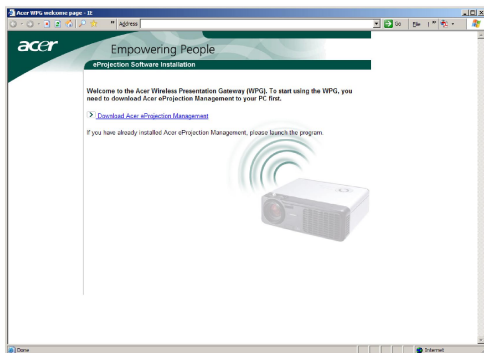 Acer WPG welcome page - IE
Address
Go
File
acer
Empowering People
eProjection Software Installation
Welcome to the Acer Wireless Presentation Gateway (WPG). To start using the WPG, you
need to download Acer eProjection Management to your PC first.
Download Acer eProjection Management
If you have already installed Acer eProjection Management, please launch the program.
Done
Internet